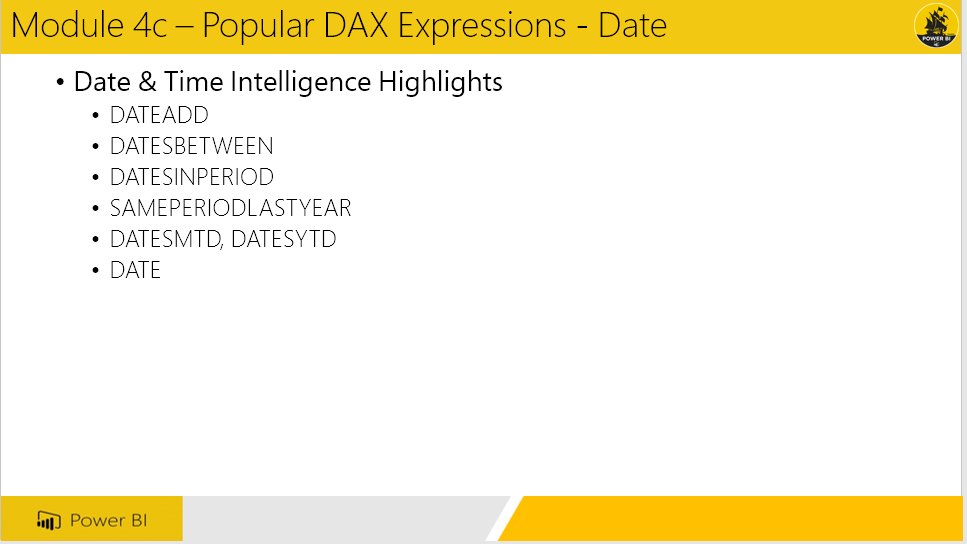 Module 4c – Popular DAX Expressions - Date
POWER BI
• Date & Time Intelligence Highlights
• DATEADD
• DATESBETWEEN
• DATESINPERIOD
• SAMEPERIODLASTYEAR
• DATESMTD, DATESYTD
• DATE
Power BI